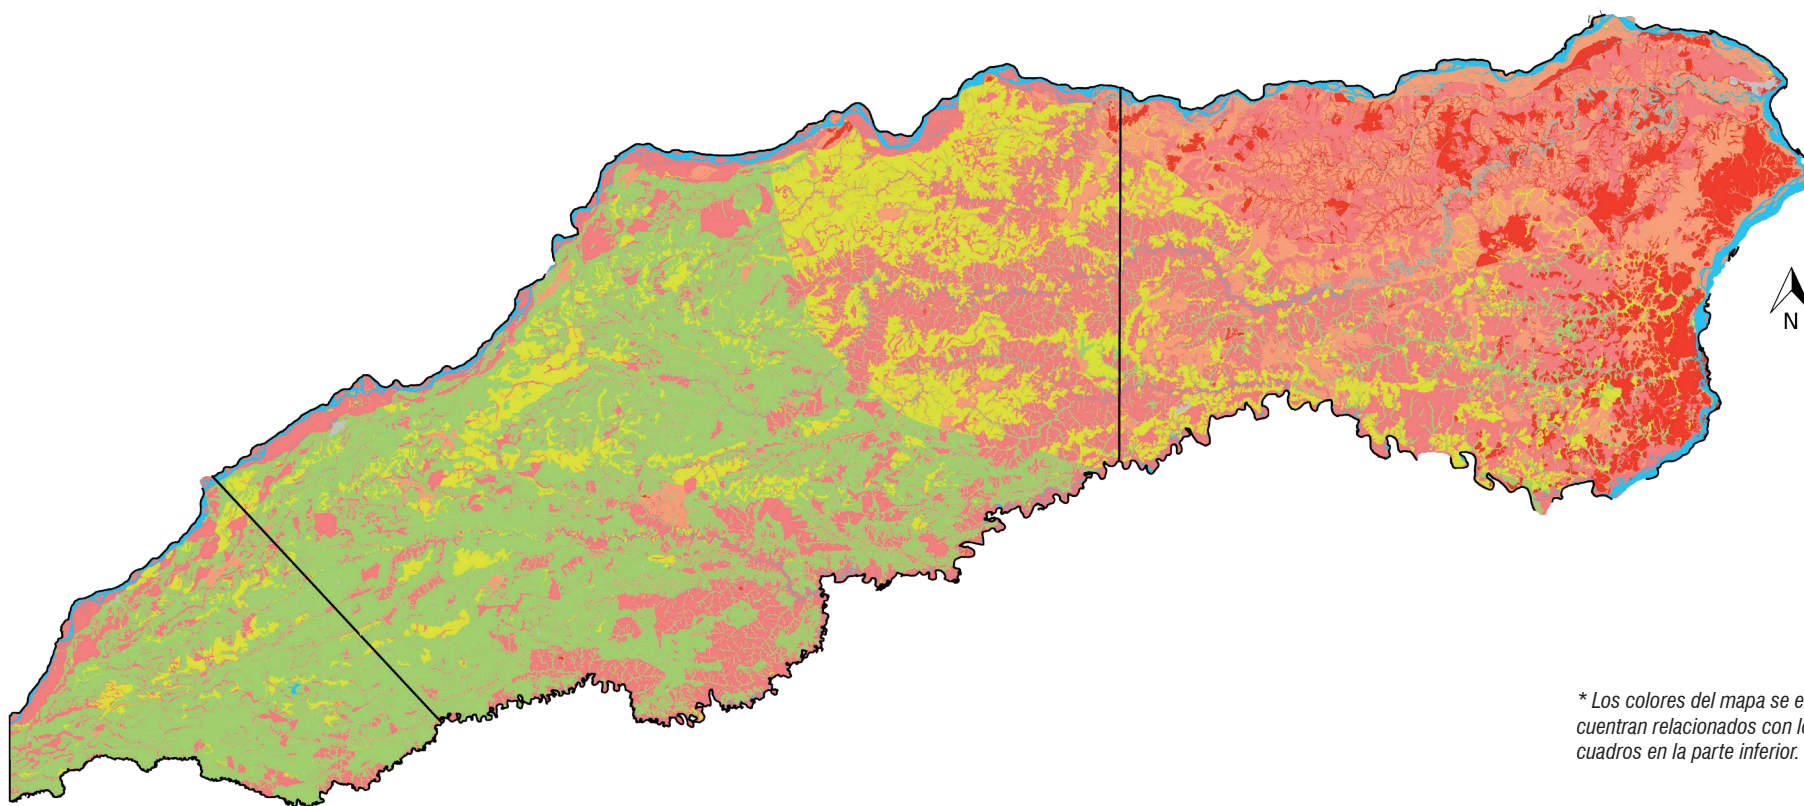 N
* Los colores del mapa se e
cuentran relacionados con l
cuadros en la parte inferior.